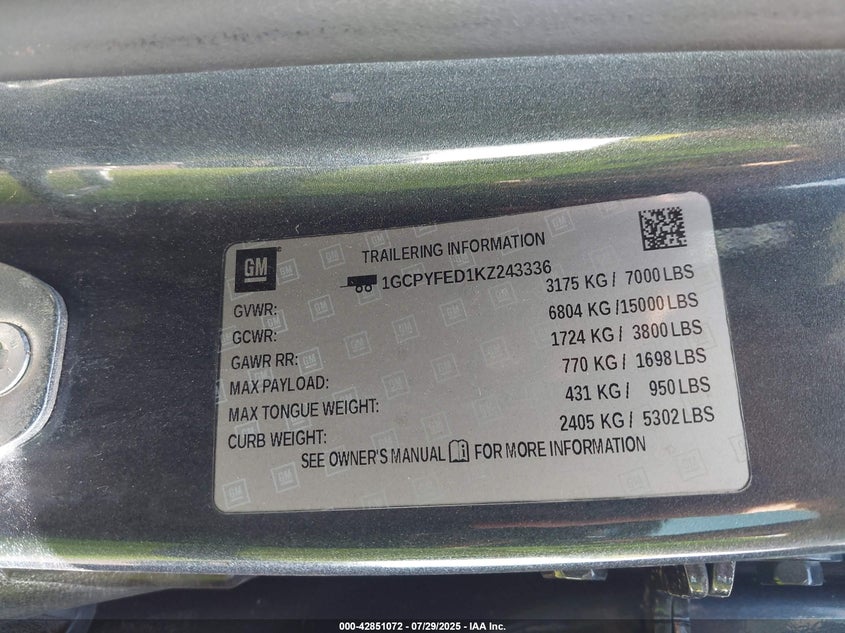 GM
TRAILERING INFORMATION
1GCPYFED1KZ243336
GVWR: 3175 KG / 7000 LBS
GCWR: 6804 KG / 15000 LBS
GAWR RR: 1724 KG / 3800 LBS
MAX PAYLOAD: 770 KG / 1698 LBS
MAX TONGUE WEIGHT: 431 KG / 950 LBS
CURB WEIGHT: 2405 KG / 5302 LBS
SEE OWNER'S MANUAL FOR MORE INFORMATION
000-42851072 - 07/29/2025 - IAA Inc.